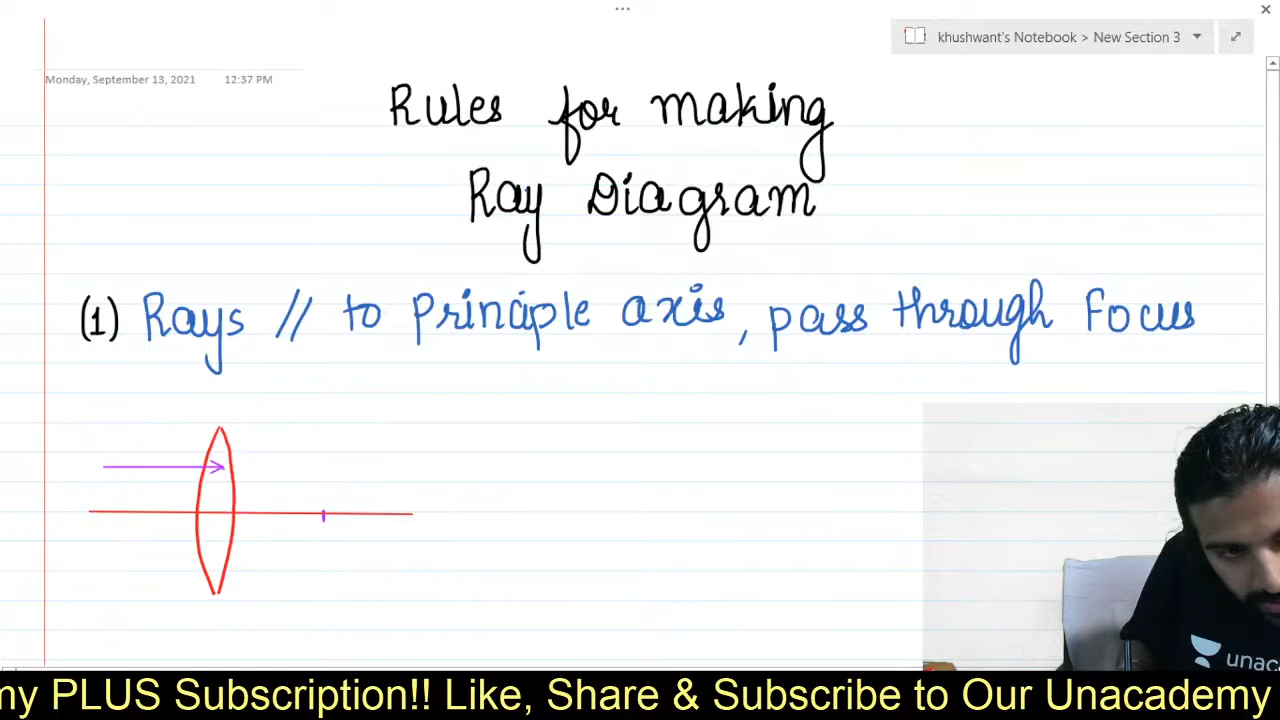 khushwant's Notebook > New Section 3
Monday, September 13, 2021 12:37 PM
Rules for making
Ray Diagram
(1) Rays // to Principle axis, pass through Focus
unac
my PLUS Subscription!! Like, Share & Subscribe to Our Unacademy